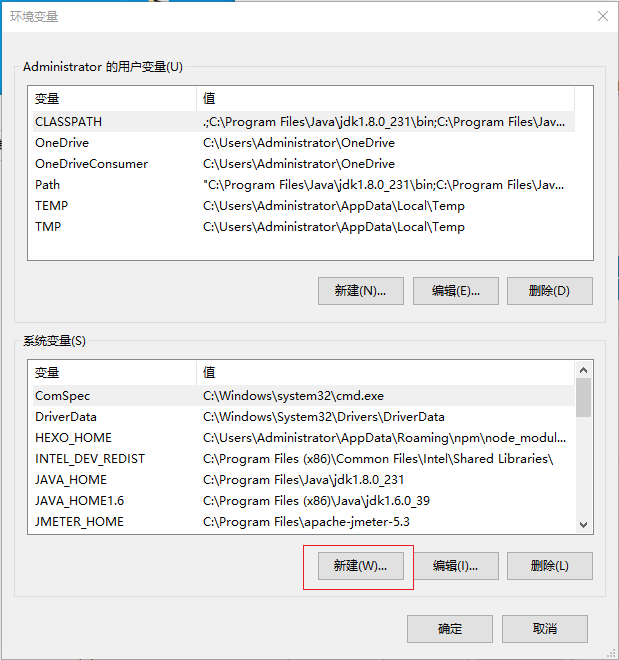 环境变量
Administrator 的用户变量(U)
变量 值
CLASSPATH .;C:\Program Files\Java\jdk1.8.0_231\bin;C:\Program Files\Jav...
OneDrive C:\Users\Administrator\OneDrive
OneDriveConsumer C:\Users\Administrator\OneDrive
Path "C:\Program Files\Java\jdk1.8.0_231\bin;C:\Program Files\Jav...
TEMP C:\Users\Administrator\AppData\Local\Temp
TMP C:\Users\Administrator\AppData\Local\Temp
新建(N)... 编辑(E)... 删除(D)
系统变量(S)
变量 值
ComSpec C:\Windows\system32\cmd.exe
DriverData C:\Windows\System32\Drivers\DriverData
HEXO_HOME C:\Users\Administrator\AppData\Roaming\npm\node_modul...
INTEL_DEV_REDIST C:\Program Files (x86)\Common Files\Intel\Shared Libraries\
JAVA_HOME C:\Program Files\Java\jdk1.8.0_231
JAVA_HOME1.6 C:\Program Files (x86)\Java\jdk1.6.0_39
JMETER_HOME C:\Program Files\apache-jmeter-5.3
新建(W)... 编辑(I)... 删除(L)
确定 取消